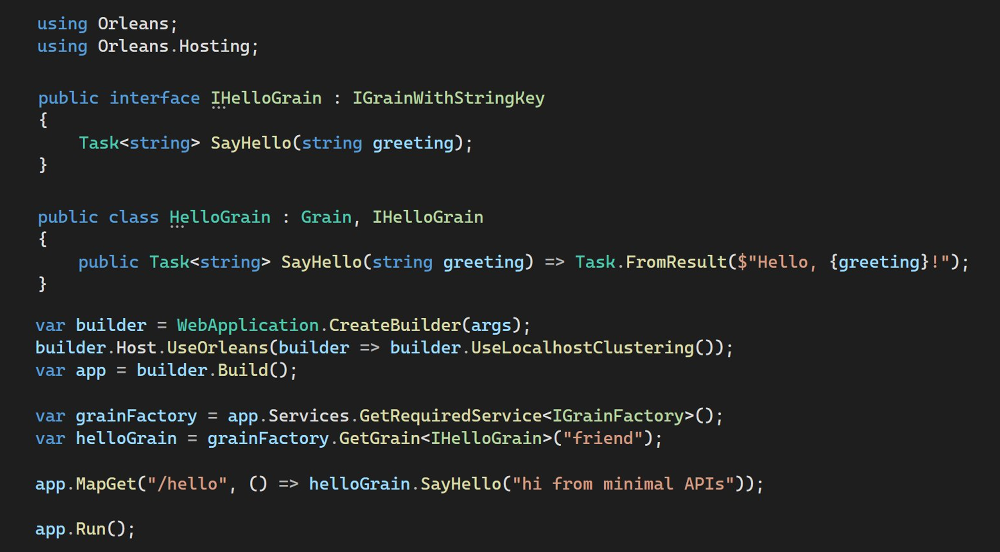 using Orleans;
using Orleans.Hosting;
public interface IHelloGrain : IGrainWithStringKey
{
    Task<string> SayHello(string greeting);
}
public class HelloGrain : Grain, IHelloGrain
{
    public Task<string> SayHello(string greeting) => Task.FromResult($"Hello, {greeting}!");
}
var builder = WebApplication.CreateBuilder(args);
builder.Host.UseOrleans(builder => builder.UseLocalhostClustering());
var app = builder.Build();
var grainFactory = app.Services.GetRequiredService<IGrainFactory>();
var helloGrain = grainFactory.GetGrain<IHelloGrain>("friend");
app.MapGet("/hello", () => helloGrain.SayHello("hi from minimal APIs"));
app.Run();